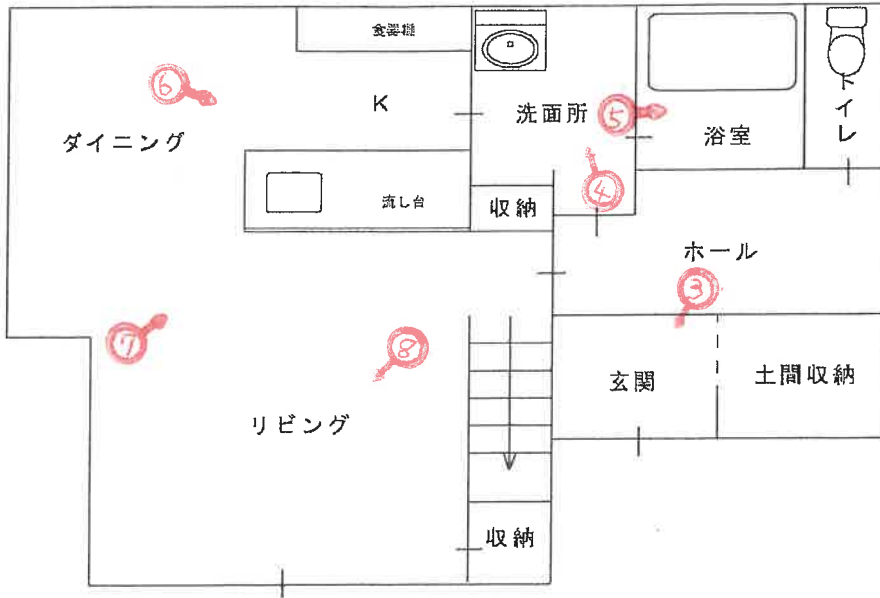 食器棚
⑥
K
洗面所
⑤
浴室
トイレ
ダイニング
流し台
収納
④
ホール
③
⑦
⑧
玄関
土間収納
リビング
収納